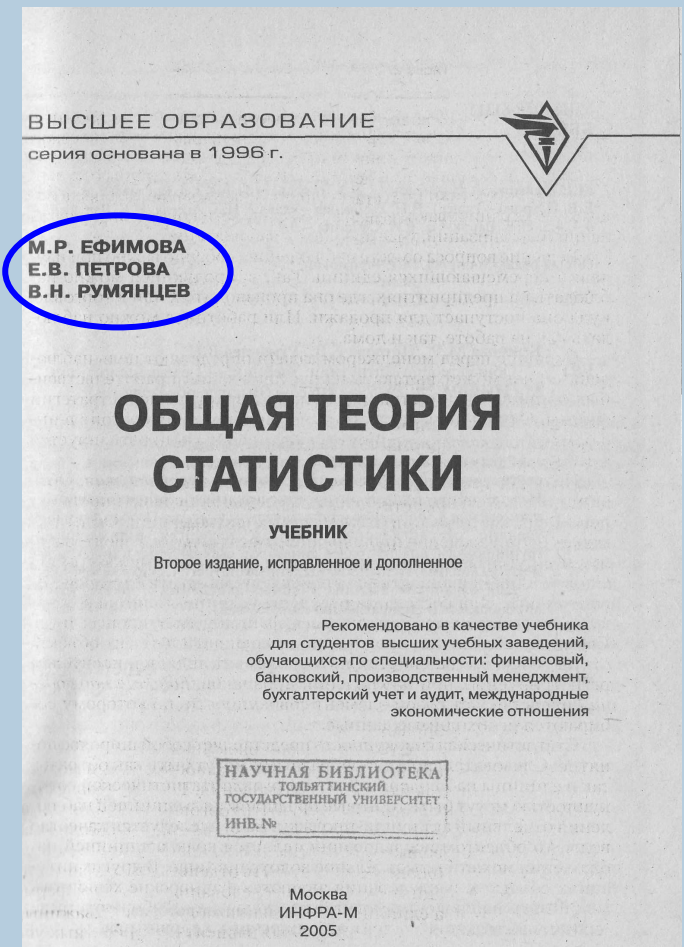 ВЫСШЕЕ ОБРАЗОВАНИЕ
серия основана в 1996 г.
М.Р. ЕФИМОВА
Е.В. ПЕТРОВА
В.Н. РУМЯНЦЕВ
ОБЩАЯ ТЕОРИЯ
СТАТИСТИКИ
УЧЕБНИК
Второе издание, исправленное и дополненное
Рекомендовано в качестве учебника
для студентов высших учебных заведений,
обучающихся по специальности: финансовый,
банковский, производственный менеджмент,
бухгалтерский учет и аудит, международные
экономические отношения
НАУЧНАЯ БИБЛИОТЕКА
ТОЛЬЯТТИНСКИЙ
ГОСУДАРСТВЕННЫЙ УНИВЕРСИТЕТ
ИНВ. №
Москва
ИНФРА-М
2005